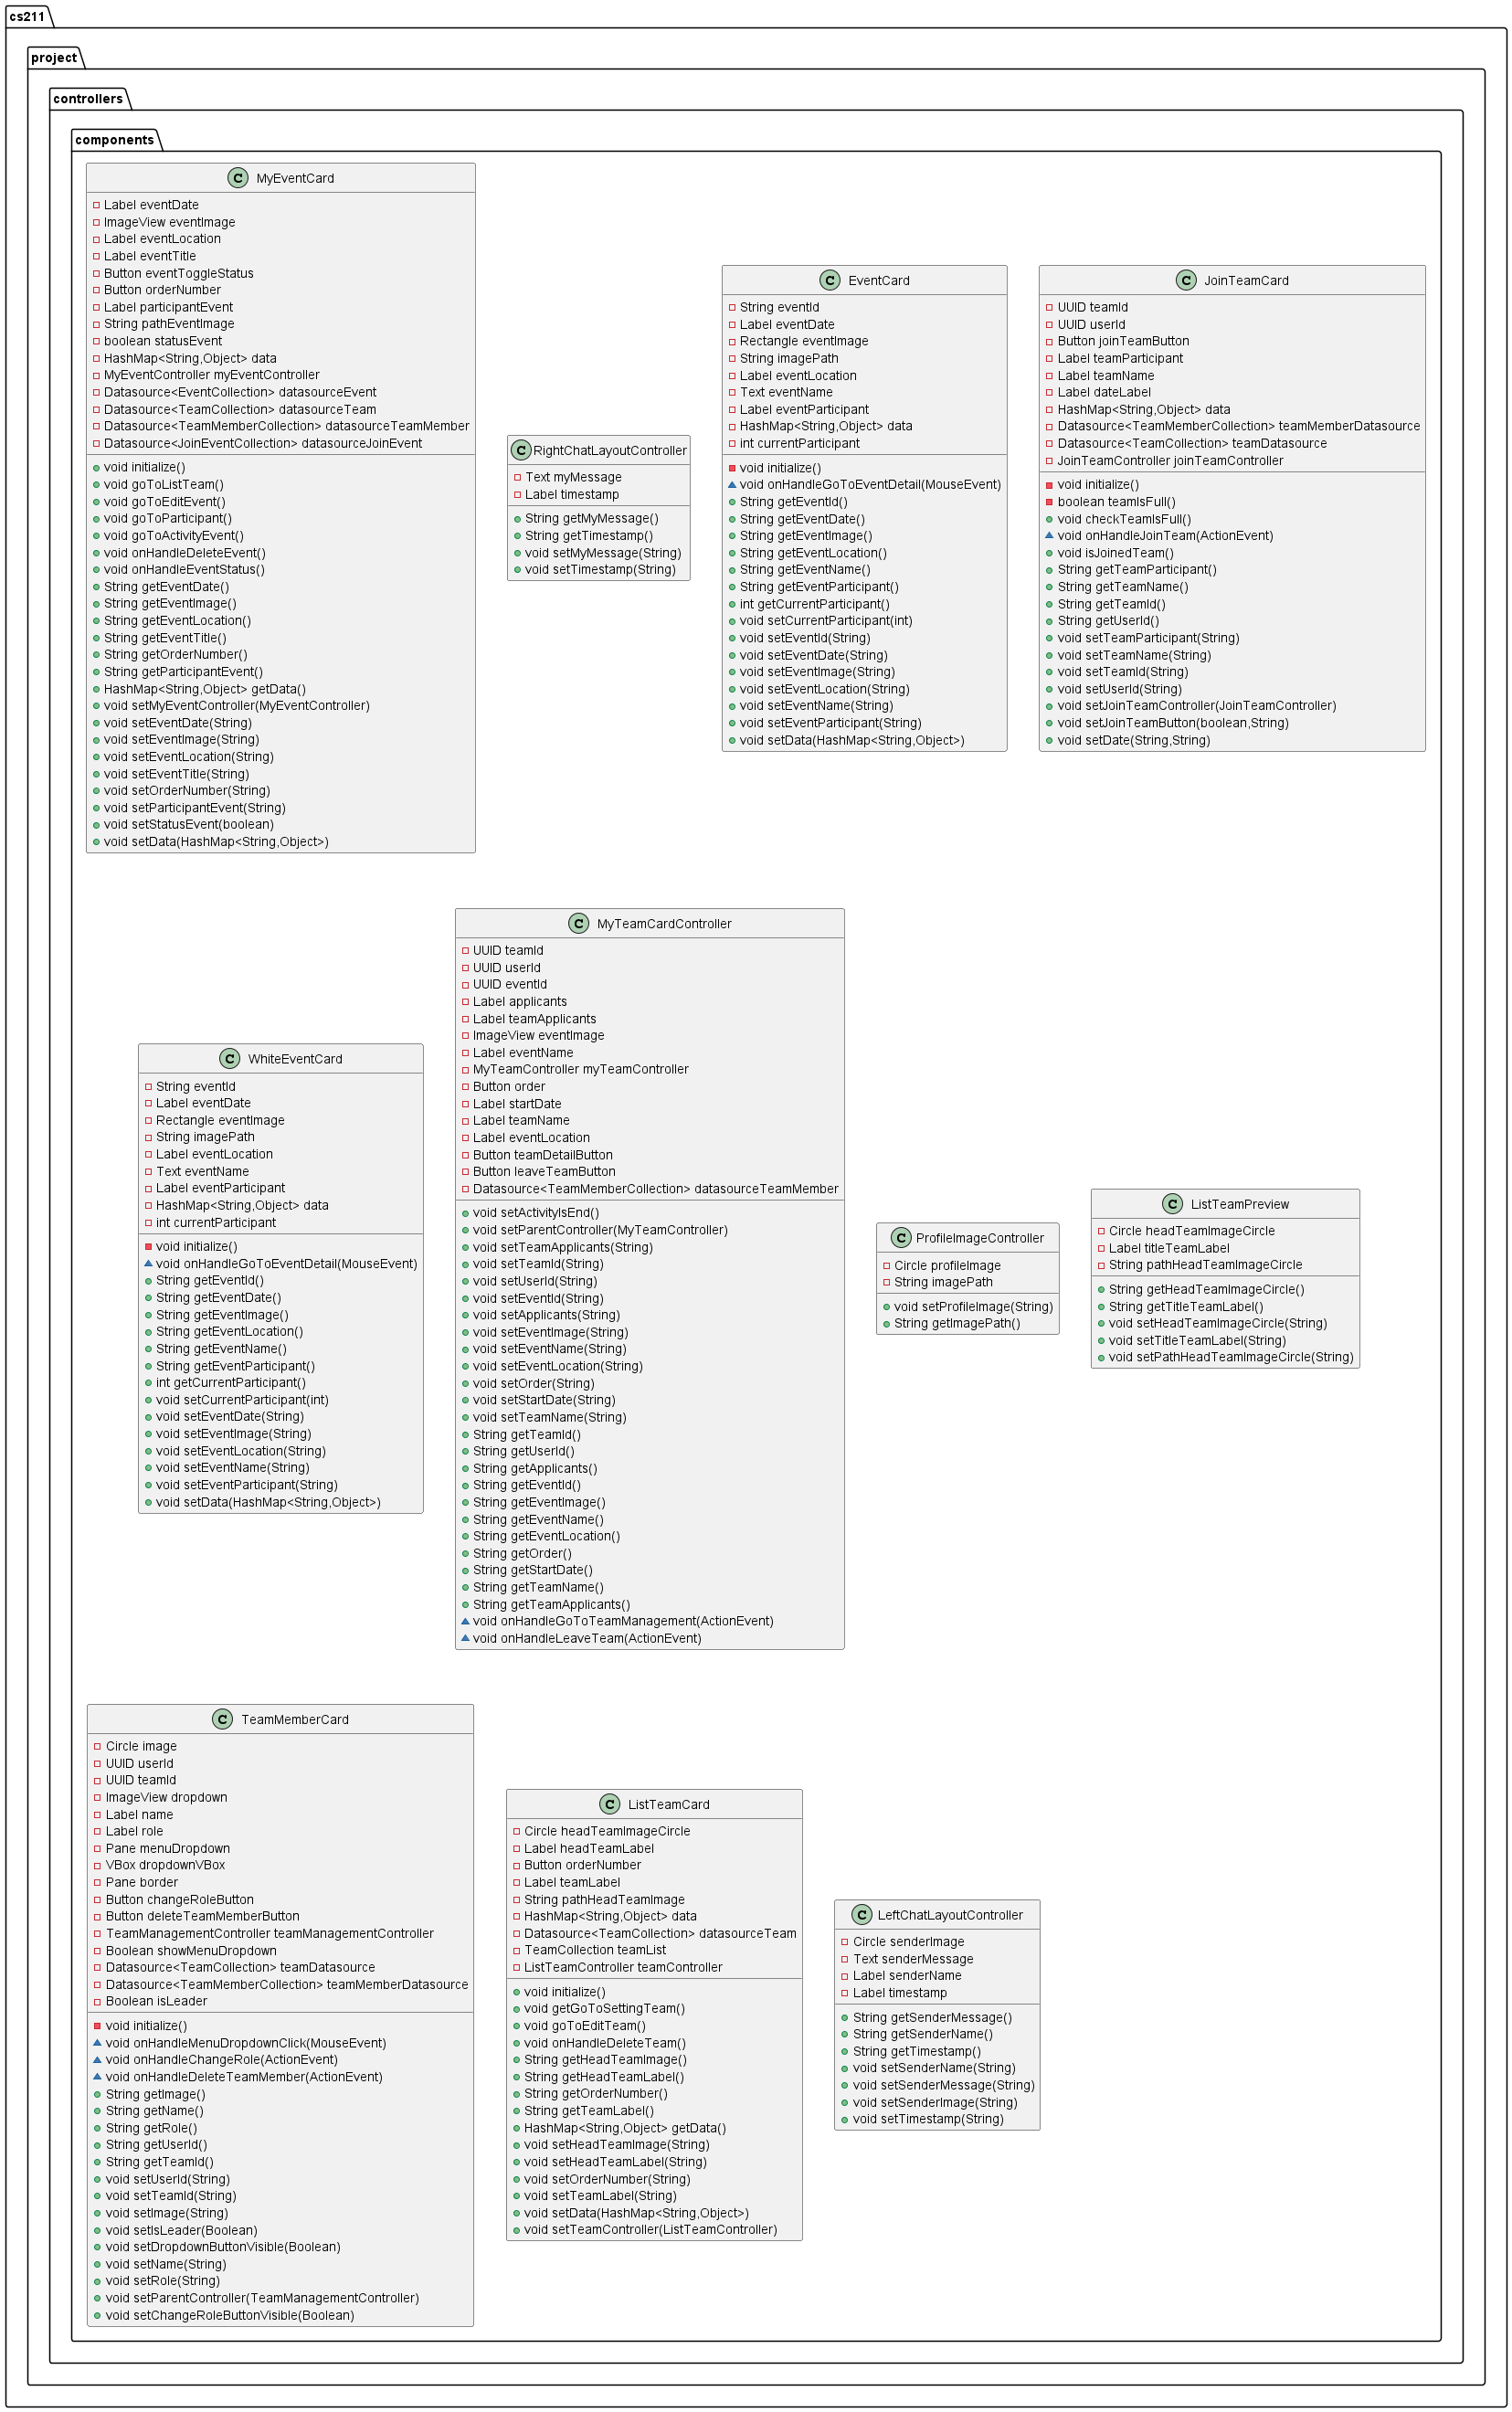 cs211
project
controllers
components
MyEventCard
Label eventDate
ImageView eventImage
Label eventLocation
Label eventTitle
Button eventToggleStatus
Button orderNumber
Label participantEvent
String pathEventImage
boolean statusEvent
HashMap<String,Object> data
MyEventController myEventController
Datasource<EventCollection> datasourceEvent
Datasource<TeamCollection> datasourceTeam
Datasource<TeamMemberCollection> datasourceTeamMember
Datasource<JoinEventCollection> datasourceJoinEvent
void initialize()
void goToListTeam()
void goToEditEvent()
void goToParticipant()
void goToActivityEvent()
void onHandleDeleteEvent()
void onHandleEventStatus()
String getEventDate()
String getEventImage()
String getEventLocation()
String getEventTitle()
String getOrderNumber()
String getParticipantEvent()
HashMap<String,Object> getData()
void setMyEventController(MyEventController)
void setEventDate(String)
void setEventImage(String)
void setEventLocation(String)
void setEventTitle(String)
void setOrderNumber(String)
void setParticipantEvent(String)
void setStatusEvent(boolean)
void setData(HashMap<String,Object>)
RightChatLayoutController
Text myMessage
Label timestamp
String getMyMessage()
String getTimestamp()
void setMyMessage(String)
void setTimestamp(String)
EventCard
String eventId
Label eventDate
Rectangle eventImage
String imagePath
Label eventLocation
Text eventName
Label eventParticipant
HashMap<String,Object> data
int currentParticipant
void initialize()
void onHandleGoToEventDetail(MouseEvent)
String getEventId()
String getEventDate()
String getEventImage()
String getEventLocation()
String getEventName()
String getEventParticipant()
int getCurrentParticipant()
void setCurrentParticipant(int)
void setEventId(String)
void setEventDate(String)
void setEventImage(String)
void setEventLocation(String)
void setEventName(String)
void setEventParticipant(String)
void setData(HashMap<String,Object>)
JoinTeamCard
UUID teamId
UUID userId
Button joinTeamButton
Label teamParticipant
Label teamName
Label dateLabel
HashMap<String,Object> data
Datasource<TeamMemberCollection> teamMemberDatasource
Datasource<TeamCollection> teamDatasource
JoinTeamController joinTeamController
void initialize()
boolean teamIsFull()
void checkTeamIsFull()
void onHandleJoinTeam(ActionEvent)
void isJoinedTeam()
String getTeamParticipant()
String getTeamName()
String getTeamId()
String getUserId()
void setTeamParticipant(String)
void setTeamName(String)
void setTeamId(String)
void setUserId(String)
void setJoinTeamController(JoinTeamController)
void setJoinTeamButton(boolean,String)
void setDate(String,String)
WhiteEventCard
String eventId
Label eventDate
Rectangle eventImage
String imagePath
Label eventLocation
Text eventName
Label eventParticipant
HashMap<String,Object> data
int currentParticipant
void initialize()
void onHandleGoToEventDetail(MouseEvent)
String getEventId()
String getEventDate()
String getEventImage()
String getEventLocation()
String getEventName()
String getEventParticipant()
int getCurrentParticipant()
void setCurrentParticipant(int)
void setEventDate(String)
void setEventImage(String)
void setEventLocation(String)
void setEventName(String)
void setEventParticipant(String)
void setData(HashMap<String,Object>)
MyTeamCardController
UUID teamId
UUID userId
UUID eventId
Label applicants
Label teamApplicants
ImageView eventImage
Label eventName
MyTeamController myTeamController
Button order
Label startDate
Label teamName
Label eventLocation
Button teamDetailButton
Button leaveTeamButton
Datasource<TeamMemberCollection> datasourceTeamMember
void setActivityIsEnd()
void setParentController(MyTeamController)
void setTeamApplicants(String)
void setTeamId(String)
void setUserId(String)
void setEventId(String)
void setApplicants(String)
void setEventImage(String)
void setEventName(String)
void setEventLocation(String)
void setOrder(String)
void setStartDate(String)
void setTeamName(String)
String getTeamId()
String getUserId()
String getApplicants()
String getEventId()
String getEventImage()
String getEventName()
String getEventLocation()
String getOrder()
String getStartDate()
String getTeamName()
String getTeamApplicants()
void onHandleGoToTeamManagement(ActionEvent)
void onHandleLeaveTeam(ActionEvent)
ProfileImageController
Circle profileImage
String imagePath
void setProfileImage(String)
String getImagePath()
ListTeamPreview
Circle headTeamImageCircle
Label titleTeamLabel
String pathHeadTeamImageCircle
String getHeadTeamImageCircle()
String getTitleTeamLabel()
void setHeadTeamImageCircle(String)
void setTitleTeamLabel(String)
void setPathHeadTeamImageCircle(String)
TeamMemberCard
Circle image
UUID userId
UUID teamId
ImageView dropdown
Label name
Label role
Pane menuDropdown
VBox dropdownVBox
Pane border
Button changeRoleButton
Button deleteTeamMemberButton
TeamManagementController teamManagementController
Boolean showMenuDropdown
Datasource<TeamCollection> teamDatasource
Datasource<TeamMemberCollection> teamMemberDatasource
Boolean isLeader
void initialize()
void onHandleMenuDropdownClick(MouseEvent)
void onHandleChangeRole(ActionEvent)
void onHandleDeleteTeamMember(ActionEvent)
String getImage()
String getName()
String getRole()
String getUserId()
String getTeamId()
void setUserId(String)
void setTeamId(String)
void setImage(String)
void setIsLeader(Boolean)
void setDropdownButtonVisible(Boolean)
void setName(String)
void setRole(String)
void setParentController(TeamManagementController)
void setChangeRoleButtonVisible(Boolean)
ListTeamCard
Circle headTeamImageCircle
Label headTeamLabel
Button orderNumber
Label teamLabel
String pathHeadTeamImage
HashMap<String,Object> data
Datasource<TeamCollection> datasourceTeam
TeamCollection teamList
ListTeamController teamController
void initialize()
void getGoToSettingTeam()
void goToEditTeam()
void onHandleDeleteTeam()
String getHeadTeamImage()
String getHeadTeamLabel()
String getOrderNumber()
String getTeamLabel()
HashMap<String,Object> getData()
void setHeadTeamImage(String)
void setHeadTeamLabel(String)
void setOrderNumber(String)
void setTeamLabel(String)
void setData(HashMap<String,Object>)
void setTeamController(ListTeamController)
LeftChatLayoutController
Circle senderImage
Text senderMessage
Label senderName
Label timestamp
String getSenderMessage()
String getSenderName()
String getTimestamp()
void setSenderName(String)
void setSenderMessage(String)
void setSenderImage(String)
void setTimestamp(String)